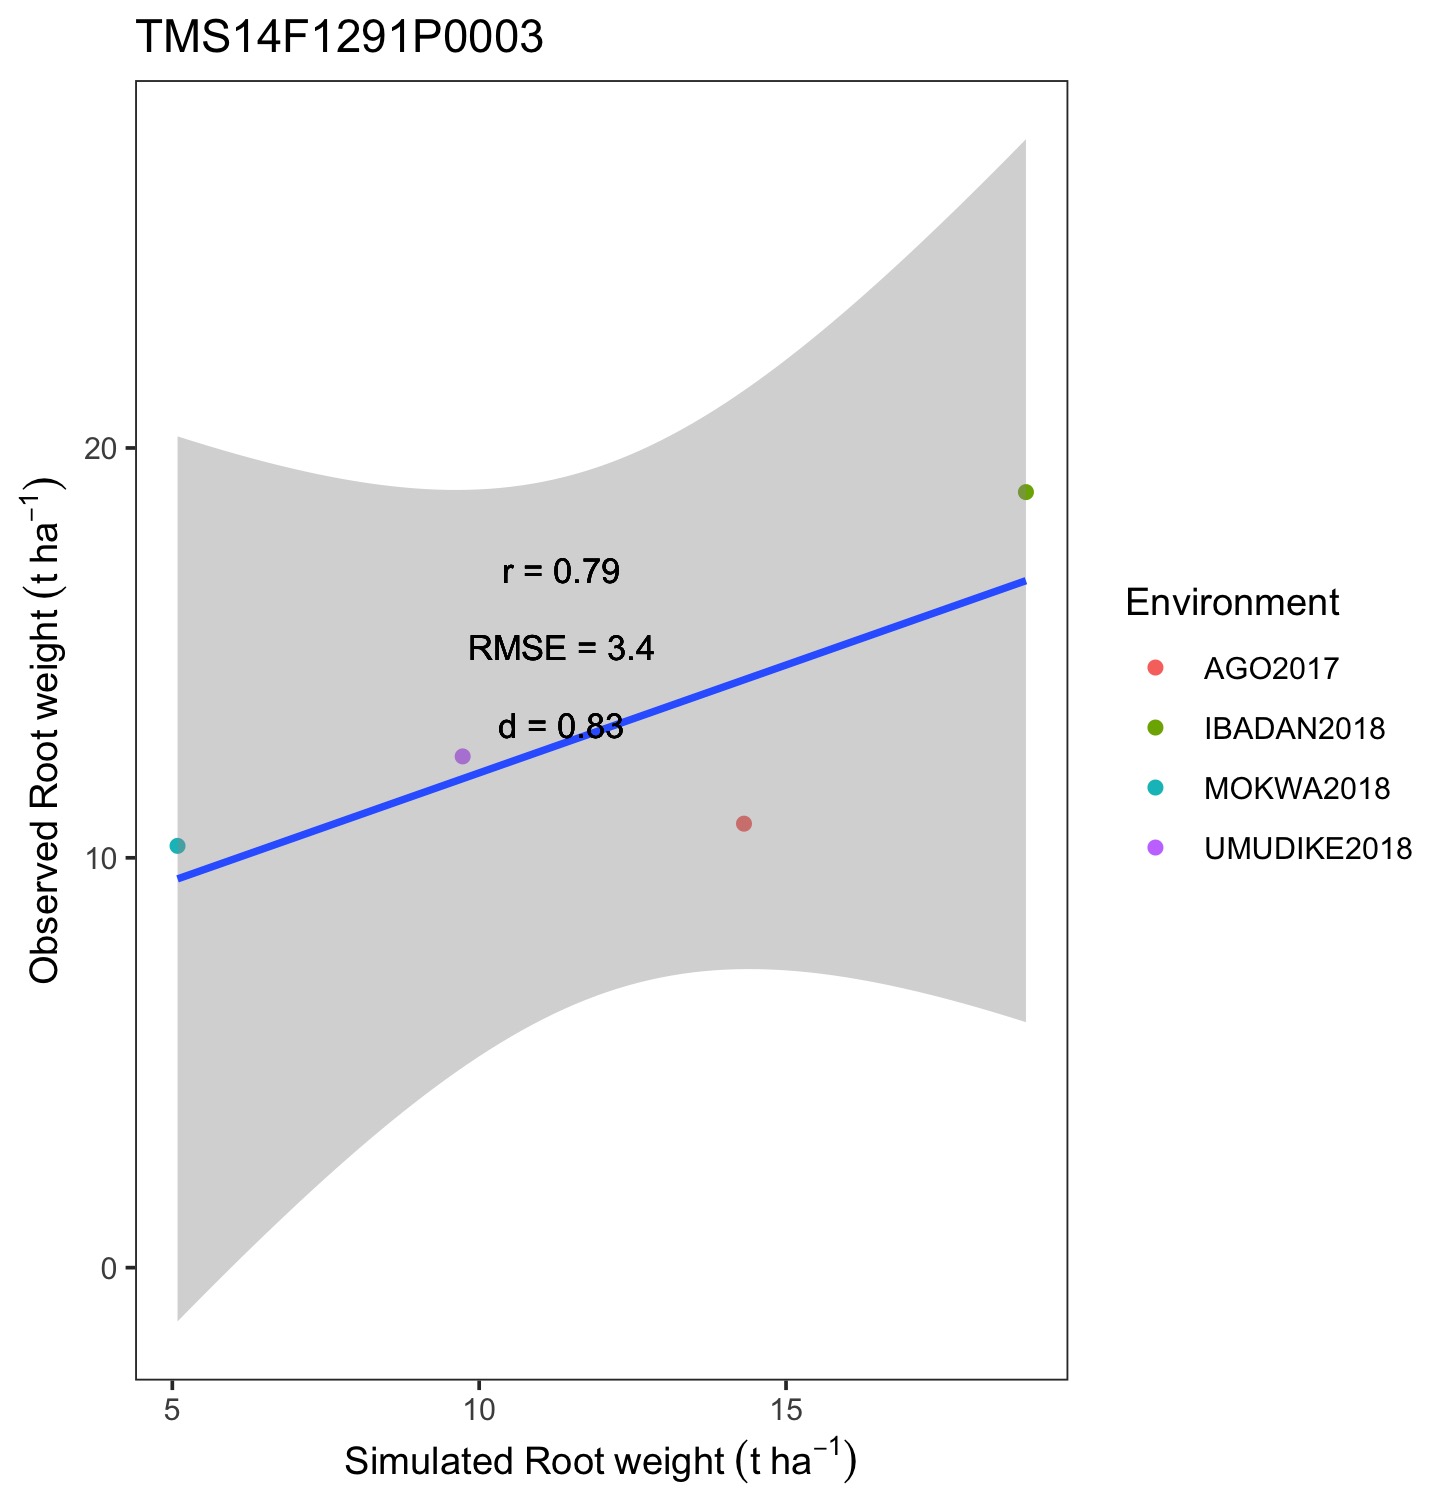 TMS14F1291P0003
Observed Root weight (t ha⁻¹)
20
10
0
r = 0.79
RMSE = 3.4
d = 0.83
5 10 15
Simulated Root weight (t ha⁻¹)
Environment
AGO2017
IBADAN2018
MOKWA2018
UMUDIKE2018